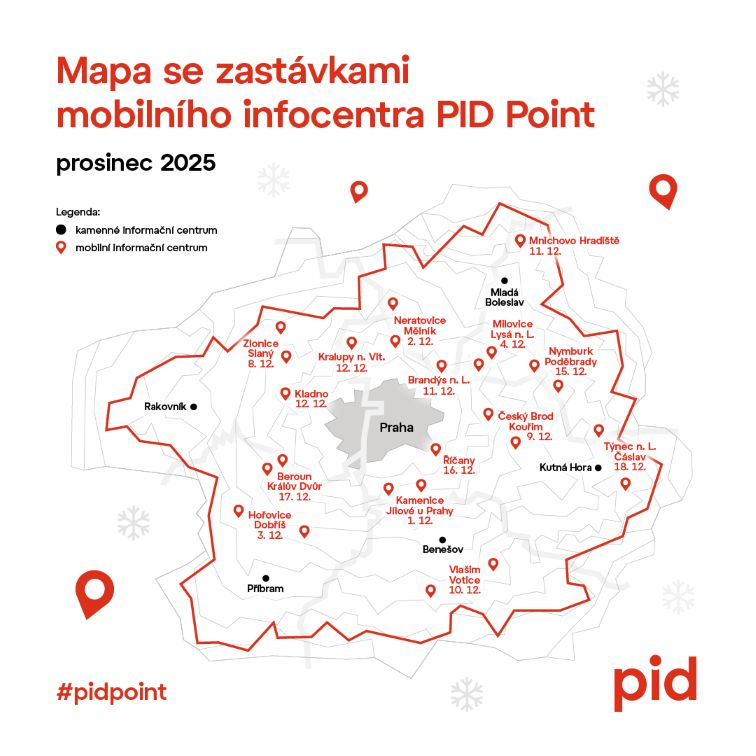 Mapa se zastávkami
mobilního infocentra PID Point
prosinec 2025
Legenda:
kamenné informační centrum
mobilní informační centrum
Mnichovo Hradiště
11. 12.
Mladá
Boleslav
Neratovice
Mělník
2. 12.
Milovice
Lysá n. L.
4. 12.
Zlonice
Slaný
8. 12.
Kralupy n. Vlt.
12. 12.
Nymburk
Poděbrady
15. 12.
Brandýs n. L.
11. 12.
Kladno
12. 12.
Rakovník
Praha
Český Brod
Kouřim
9. 12.
Týnec n. L.
Čáslav
18. 12.
Říčany
16. 12.
Kutná Hora
Beroun
Králův Dvůr
17. 12.
Kamenice
Jílové u Prahy
1. 12.
Hořovice
Dobříš
3. 12.
Benešov
Vlašim
Votice
10. 12.
Příbram
#pidpoint
pid